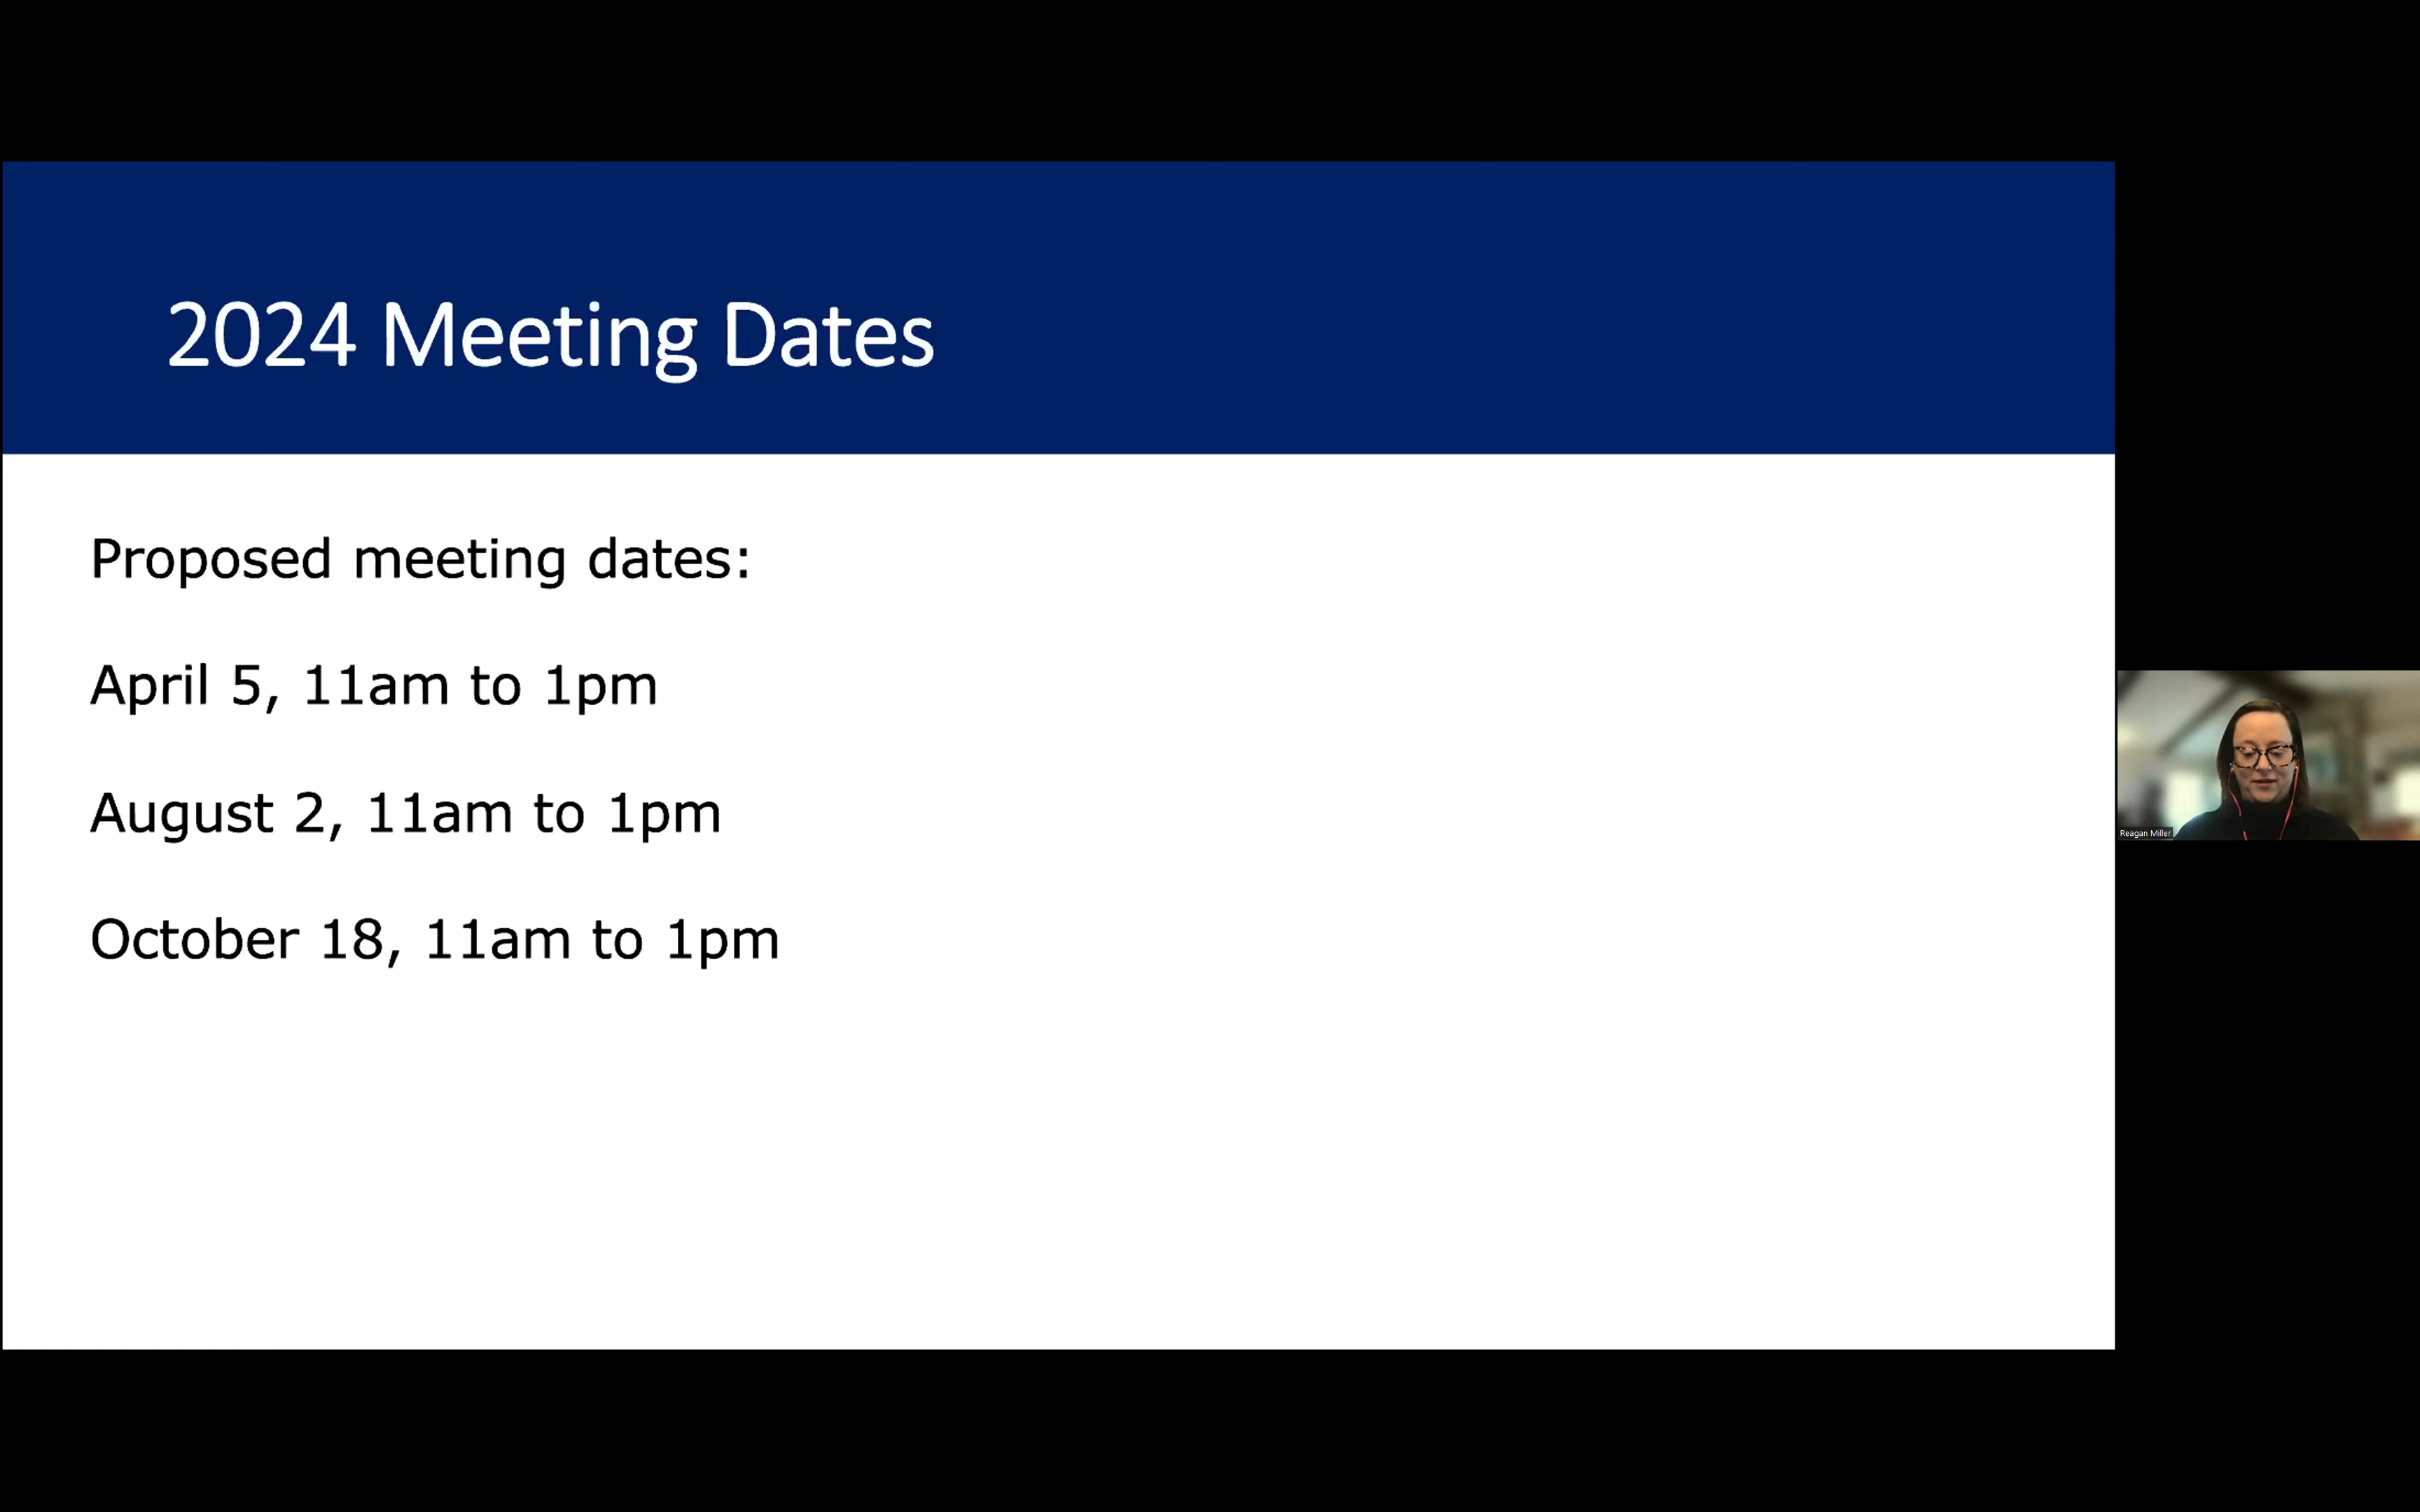 2024 Meeting Dates
Proposed meeting dates:
April 5, 11am to 1pm
August 2, 11am to 1pm
October 18, 11am to 1pm
Reagan Miller